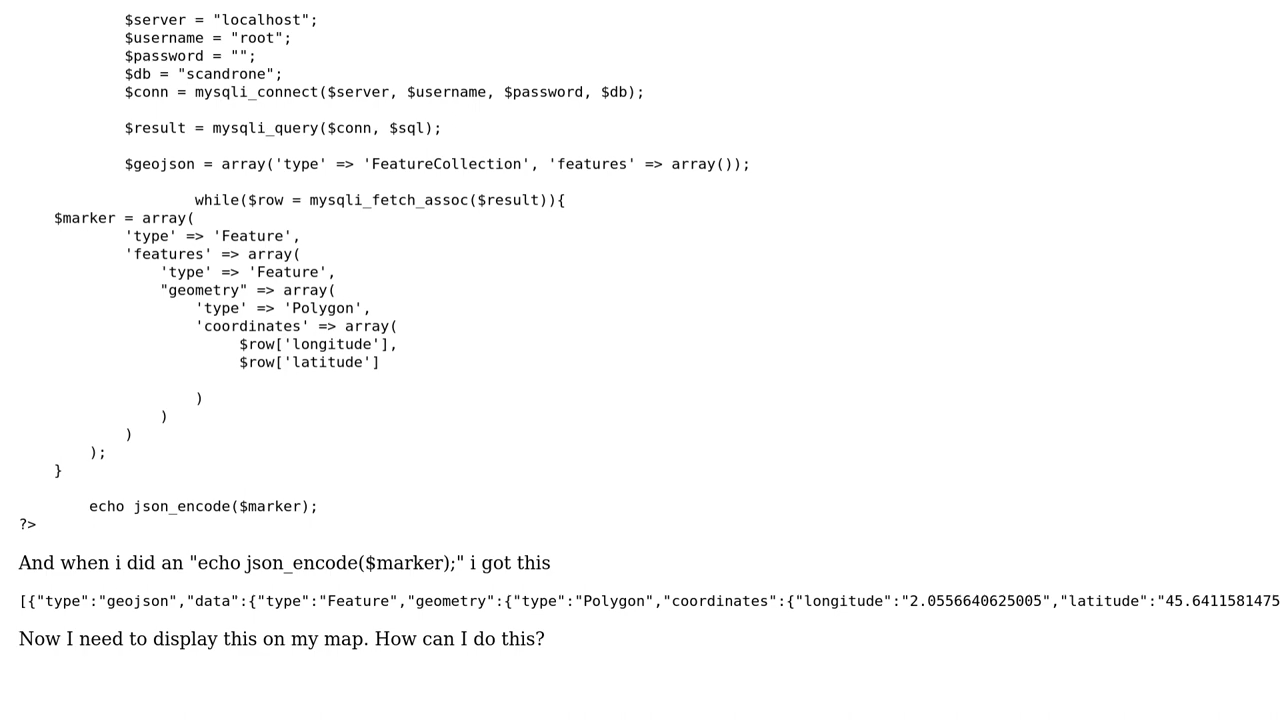 $server = "localhost";
$username = "root";
$password = "";
$db = "scandrone";
$conn = mysqli_connect($server, $username, $password, $db);
$result = mysqli_query($conn, $sql);
$geojson = array('type' => 'FeatureCollection', 'features' => array());
while($row = mysqli_fetch_assoc($result)){
$marker = array(
'type' => 'Feature',
'features' => array(
'type' => 'Feature',
"geometry" => array(
'type' => 'Polygon',
'coordinates' => array(
$row['longitude'],
$row['latitude']
)
)
)
);
}
echo json_encode($marker);
?>
And when i did an "echo json_encode($marker);" i got this
[{"type":"geojson","data":{"type":"Feature","geometry":{"type":"Polygon","coordinates":{"longitude":"2.0556640625005","latitude":"45.6411581475
Now I need to display this on my map. How can I do this?